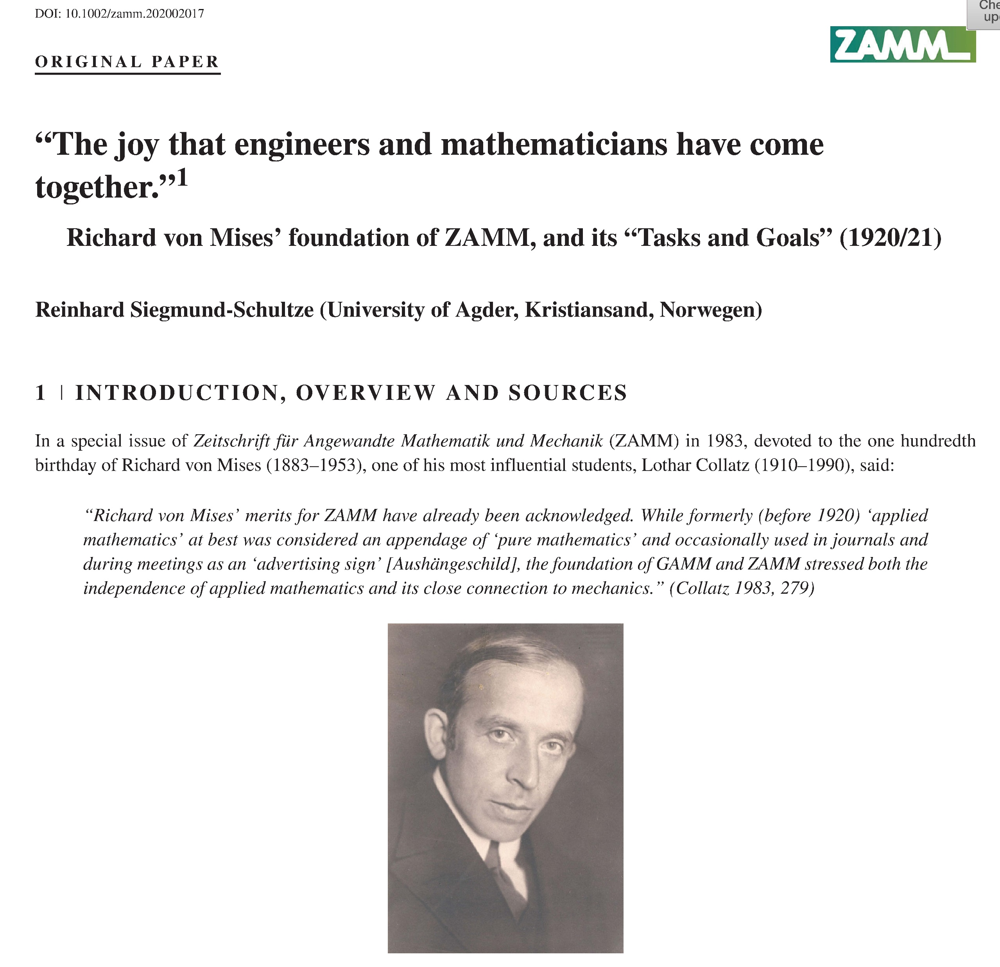 DOI: 10.1002/zamm.202002017
Che
ZAMM
ORIGINAL PAPER
“The joy that engineers and mathematicians have come
together.”1
Richard von Mises’ foundation of ZAMM, and its “Tasks and Goals” (1920/21)
Reinhard Siegmund-Schultze (University of Agder, Kristiansand, Norwegen)
1 | INTRODUCTION, OVERVIEW AND SOURCES
In a special issue of Zeitschrift für Angewandte Mathematik und Mechanik (ZAMM) in 1983, devoted to the one hundredth
birthday of Richard von Mises (1883–1953), one of his most influential students, Lothar Collatz (1910–1990), said:
“Richard von Mises’ merits for ZAMM have already been acknowledged. While formerly (before 1920) ‘applied
mathematics’ at best was considered an appendage of ‘pure mathematics’ and occasionally used in journals and
during meetings as an ‘advertising sign’ [Aushängeschild], the foundation of GAMM and ZAMM stressed both the
independence of applied mathematics and its close connection to mechanics.” (Collatz 1983, 279)